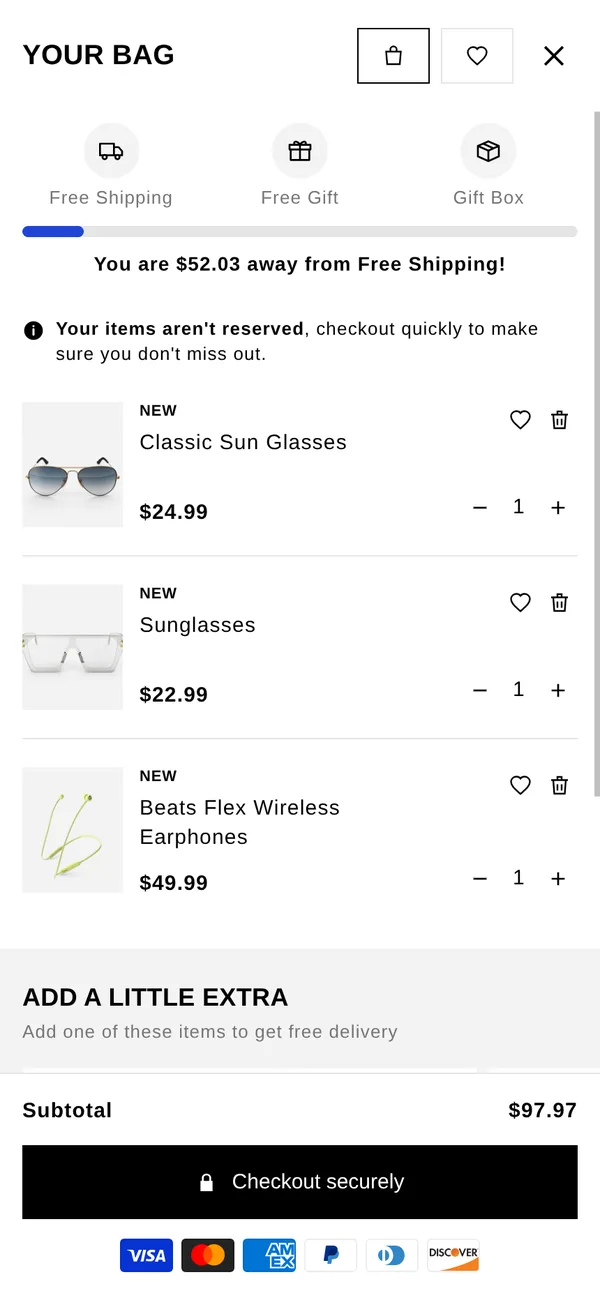 YOUR BAG
Free Shipping
Free Gift
Gift Box
You are $52.03 away from Free Shipping!
Your items aren't reserved, checkout quickly to make
sure you don't miss out.
NEW
Classic Sun Glasses
$24.99
1
NEW
Sunglasses
$22.99
1
NEW
Beats Flex Wireless
Earphones
$49.99
1
ADD A LITTLE EXTRA
Add one of these items to get free delivery
Subtotal
$97.97
Checkout securely
VISA
AM
EX
DISCOVER